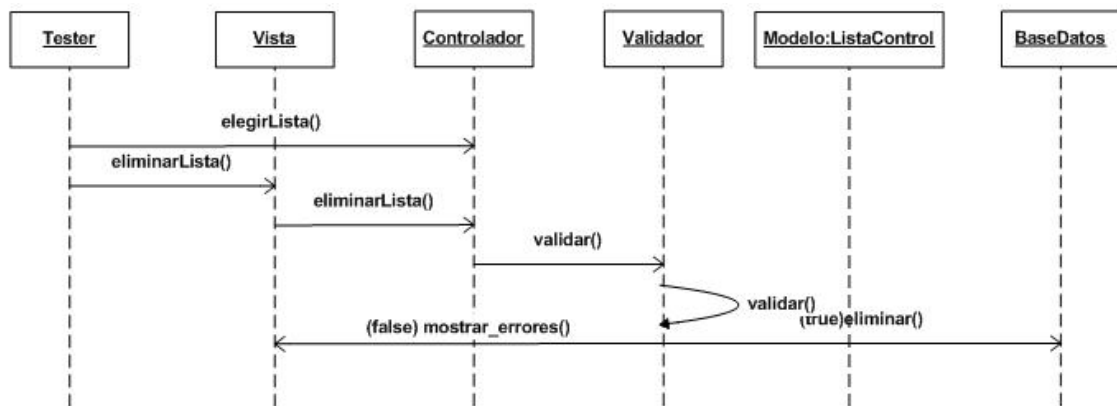 Tester
Vista
Controlador
Validador
Modelo:ListaControl
BaseDatos
elegirLista()
eliminarLista()
eliminarLista()
validar()
validar()
(false) mostrar_errores()
(true)eliminar()